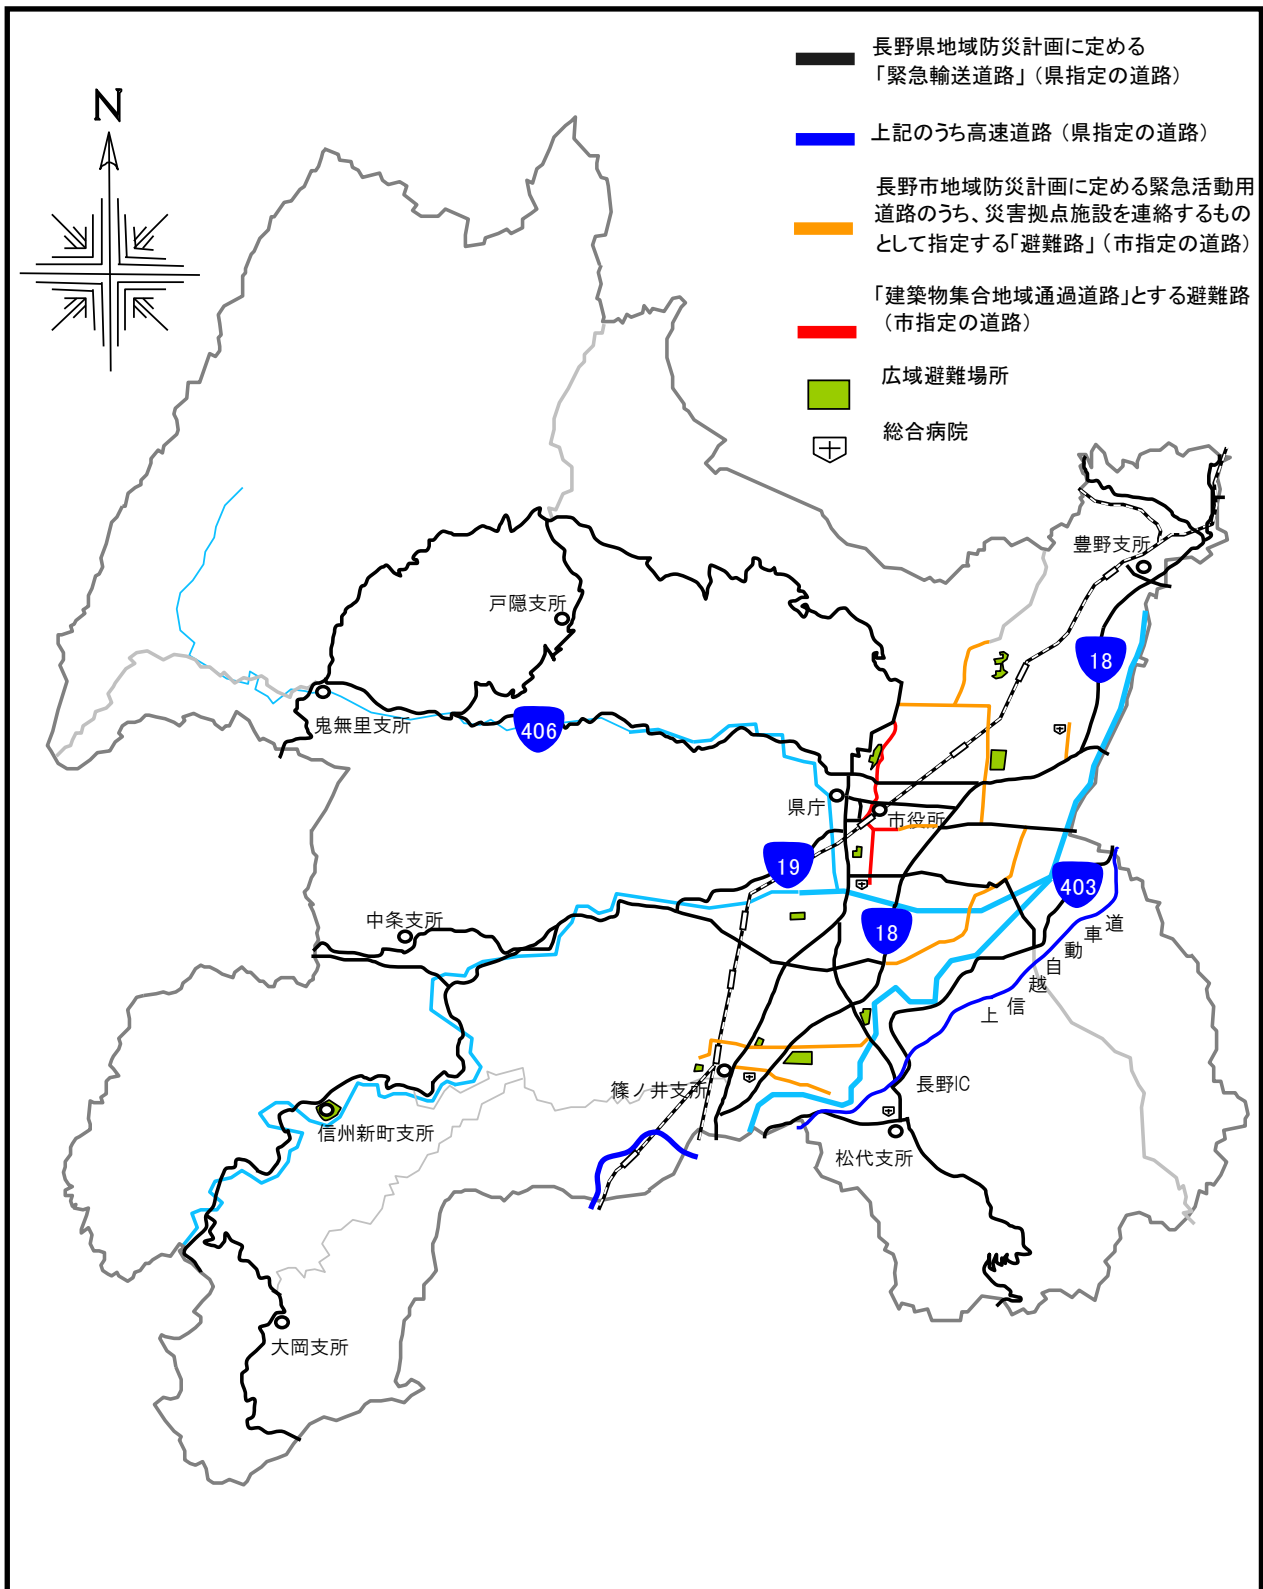 長野県地域防災計画に定める
「緊急輸送道路」（県指定の道路）
上記のうち高速道路（県指定の道路）
長野市地域防災計画に定める緊急活動用
道路のうち、災害拠点施設を連絡するもの
として指定する「避難路」（市指定の道路）
「建築物集合地域通過道路」とする避難路
（市指定の道路）
広域避難場所
総合病院
N
豊野支所
戸隠支所
18
鬼無里支所
406
県庁
市役所
19
403
中条支所
18
上信越自動車道
長野IC
篠ノ井支所
信州新町支所
松代支所
大岡支所